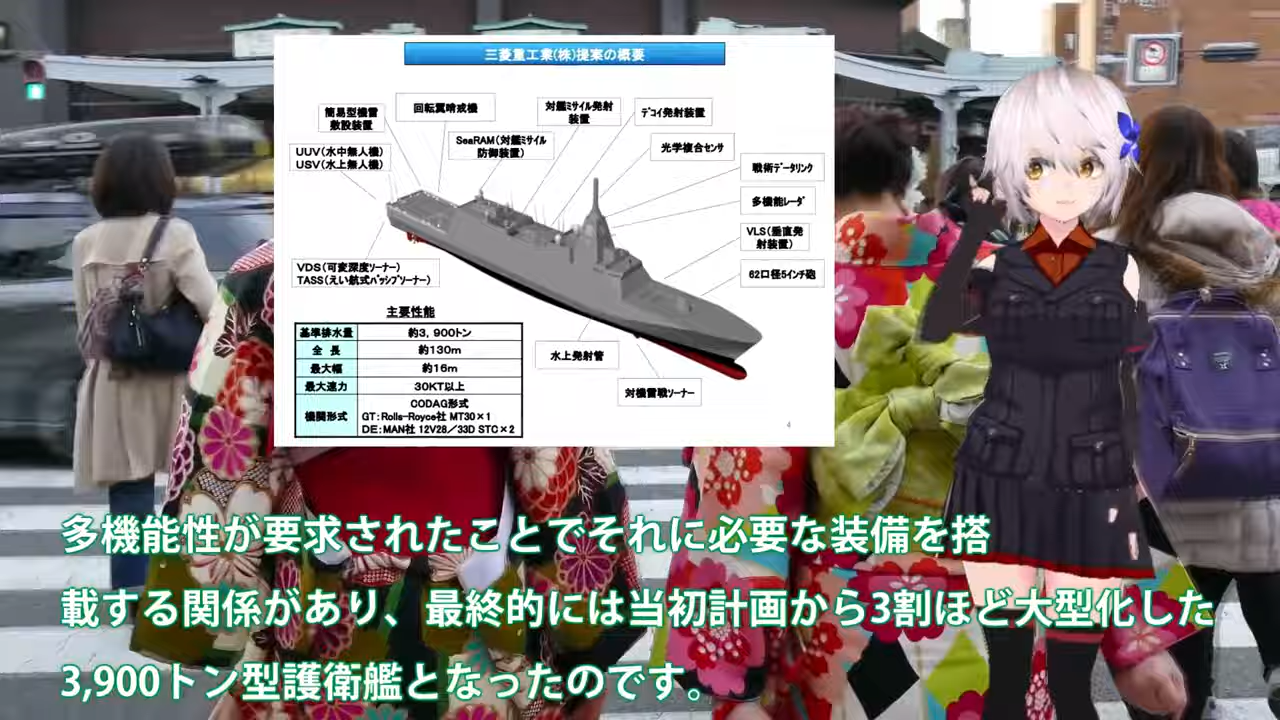 三菱重工業(株)提案の概要
簡易型機雷
敷設装置
回転翼哨戒機
対艦ミサイル発射
装置
デコイ発射装置
UUV(水中無人機)
USV(水上無人機)
SeaRAM(対艦ミサイル
防御装置)
光学複合センサ
戦術データリンク
多機能レーダ
VLS(垂直発
射装置)
62口径5インチ砲
VDS(可変深度ソーナー)
TASS(えい航式パッシブソーナー)
水上発射管
対機雷戦ソーナー
主要性能
基準排水量 約3,900トン
全 長 約130m
最大幅 約16m
最大速力 30KT以上
機関形式 CODAG形式
GT:Rolls-Royce社 MT30×1
DE:MAN社 12V28/33D STC×2
4
多機能性が要求されたことでそれに必要な装備を搭
載する関係があり、最終的には当初計画から3割ほど大型化した
3,900トン型護衛艦となったのです。